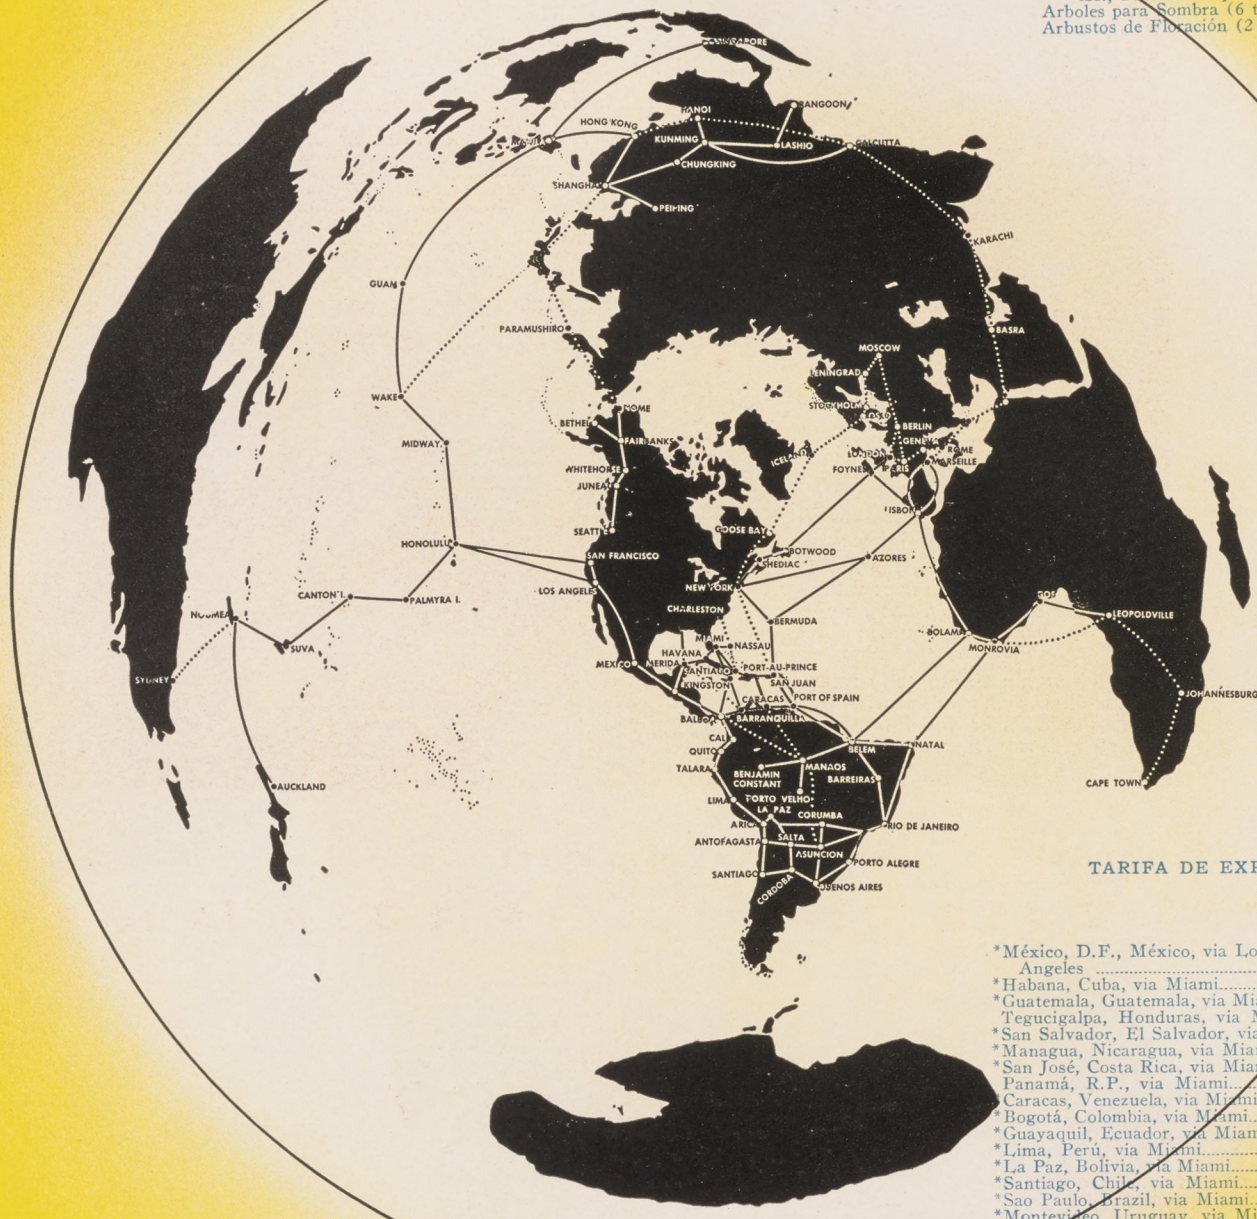 Arboles para Sombra (6 t
Arbustos de Floración (2
SINGAPORE
HANOI
RANGOON
HONG KONG
MANILA
KUNMING
LASHIO
CALCUTTA
CHUNGKING
SHANGHAI
PEIPING
KARACHI
GUAM
PARAMUSHIRO
BASRA
MOSCOW
LENINGRAD
WAKE
STOCKHOLM
OSLO
NOME
BETHEL
BERLIN
MIDWAY
FAIRBANKS
GENEVA
ROME
ICELAND
LONDON
MARSEILLE
WHITEHORSE
FOYNES
PARIS
JUNEAU
LISBON
SEATTLE
GOOSE BAY
HONOLULU
SAN FRANCISCO
BOTWOOD
AZORES
SHEDIAC
LOS ANGELES
NEW YORK
CANTON I.
PALMYRA I.
CHARLESTON
NOUMEA
BERMUDA
LEOPOLDVILLE
BOLAMA
MIAMI
NASSAU
SUVA
HAVANA
MONROVIA
MEXICO
MERIDA
SANTIAGO
PORT-AU-PRINCE
SYDNEY
KINGSTON
SAN JUAN
JOHANNESBURG
CARACAS
PORT OF SPAIN
BALBOA
BARRANQUILLA
CALI
QUITO
BELEM
NATAL
TALARA
MANAOS
BENJAMIN
CONSTANT
BARREIRAS
AUCKLAND
CAPE TOWN
LIMA
PORTO VELHO
LA PAZ
CORUMBA
ARICA
RIO DE JANEIRO
ANTOFAGASTA
SALTA
ASUNCION
PORTO ALEGRE
SANTIAGO
CORDOBA
BUENOS AIRES
TARIFA DE EXP
*México, D.F., México, via Lo
Angeles
*Habana, Cuba, via Miami
*Guatemala, Guatemala, via Mia
Tegucigalpa, Honduras, via M
*San Salvador, El Salvador, via
*Managua, Nicaragua, via Miam
*San José, Costa Rica, via Miam
Panamá, R.P., via Miami
*Caracas, Venezuela, via Miami
*Bogotá, Colombia, via Miami
*Guayaquil, Ecuador, via Miam
*Lima, Perú, via Miami
*La Paz, Bolivia, via Miami
*Santiago, Chile, via Miami
*Sao Paulo, Brazil, via Miami
*Montevideo, Uruguay, via Mi